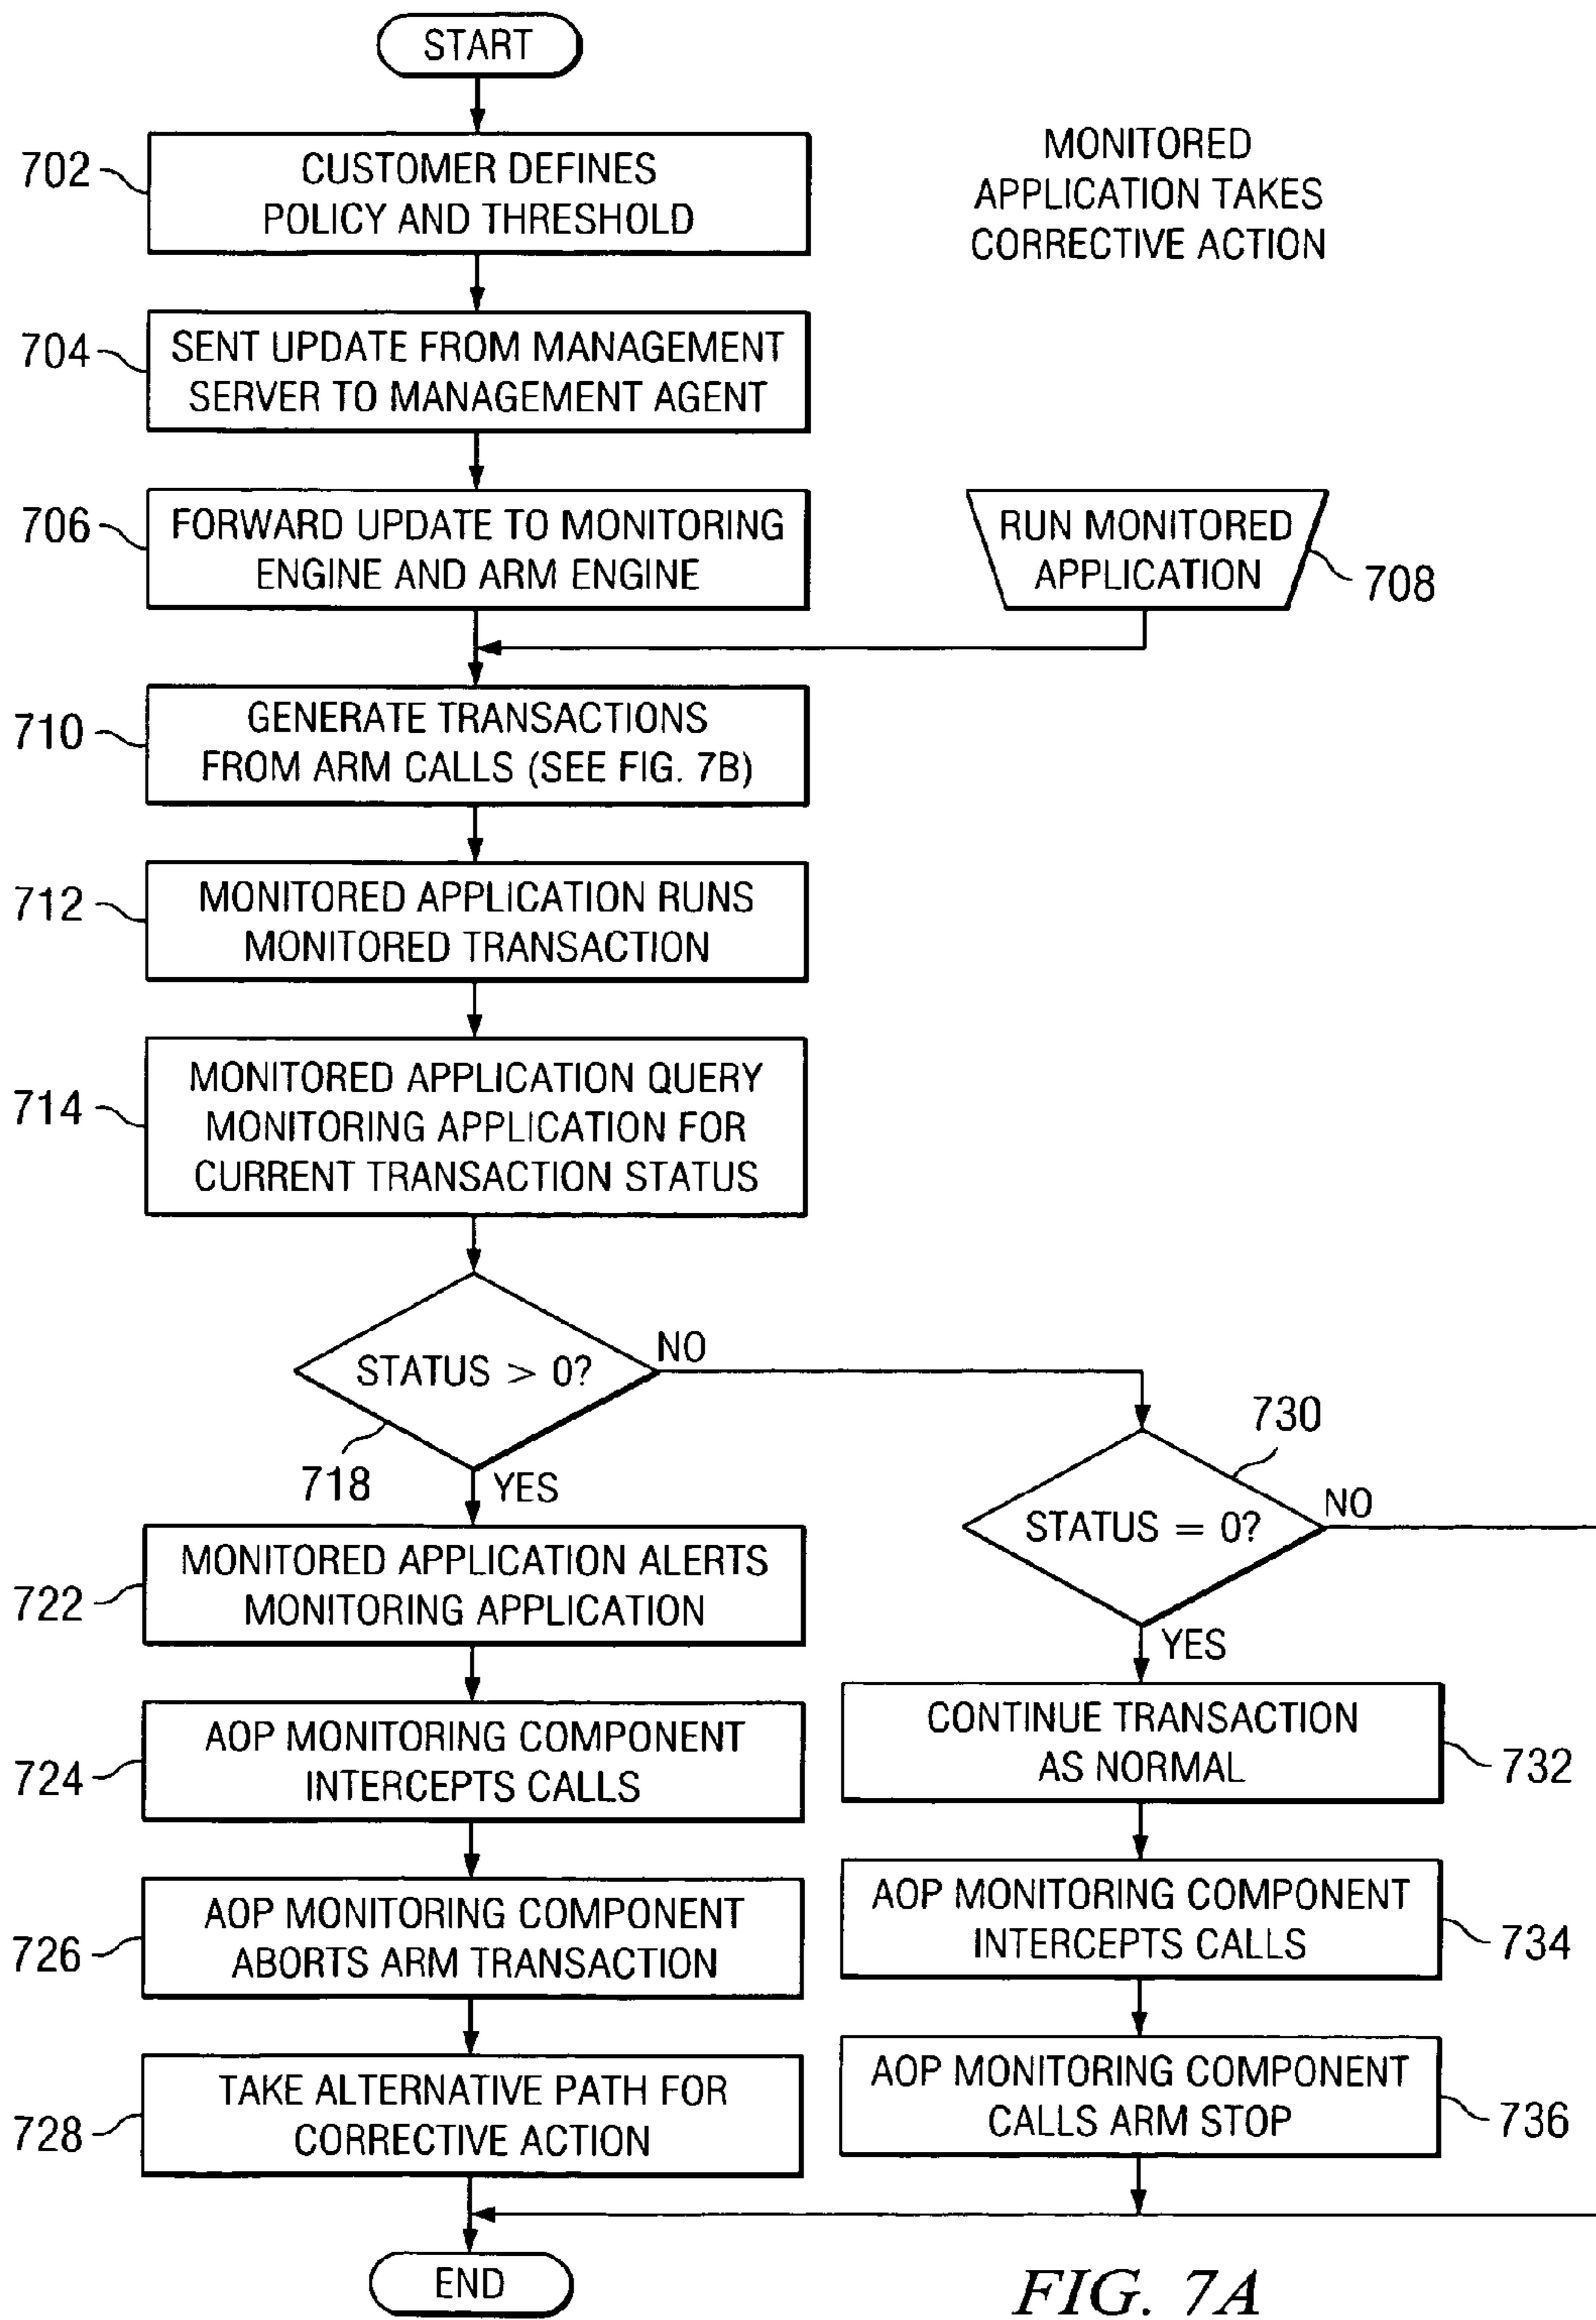 START
702
CUSTOMER DEFINES
POLICY AND THRESHOLD
MONITORED
APPLICATION TAKES
CORRECTIVE ACTION
704
SENT UPDATE FROM MANAGEMENT
SERVER TO MANAGEMENT AGENT
706
FORWARD UPDATE TO MONITORING
ENGINE AND ARM ENGINE
RUN MONITORED
APPLICATION
708
710
GENERATE TRANSACTIONS
FROM ARM CALLS (SEE FIG. 7B)
712
MONITORED APPLICATION RUNS
MONITORED TRANSACTION
714
MONITORED APPLICATION QUERY
MONITORING APPLICATION FOR
CURRENT TRANSACTION STATUS
STATUS > 0?
NO
718
YES
730
STATUS = 0?
NO
YES
722
MONITORED APPLICATION ALERTS
MONITORING APPLICATION
724
AOP MONITORING COMPONENT
INTERCEPTS CALLS
726
AOP MONITORING COMPONENT
ABORTS ARM TRANSACTION
728
TAKE ALTERNATIVE PATH FOR
CORRECTIVE ACTION
CONTINUE TRANSACTION
AS NORMAL
732
AOP MONITORING COMPONENT
INTERCEPTS CALLS
734
AOP MONITORING COMPONENT
CALLS ARM STOP
736
END
FIG. 7A